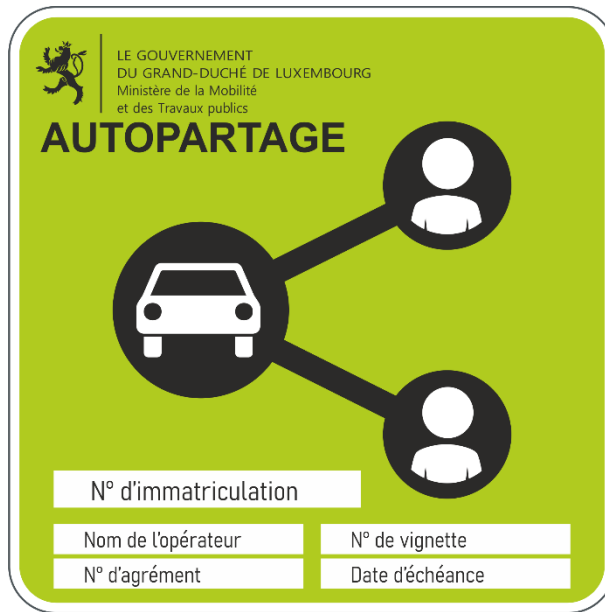 LE GOUVERNEMENT
DU GRAND-DUCHÉ DE LUXEMBOURG
Ministère de la Mobilité
et des Travaux publics
AUTOPARTAGE
N° d'immatriculation
Nom de l'opérateur
N° de vignette
N° d'agrément
Date d'échéance